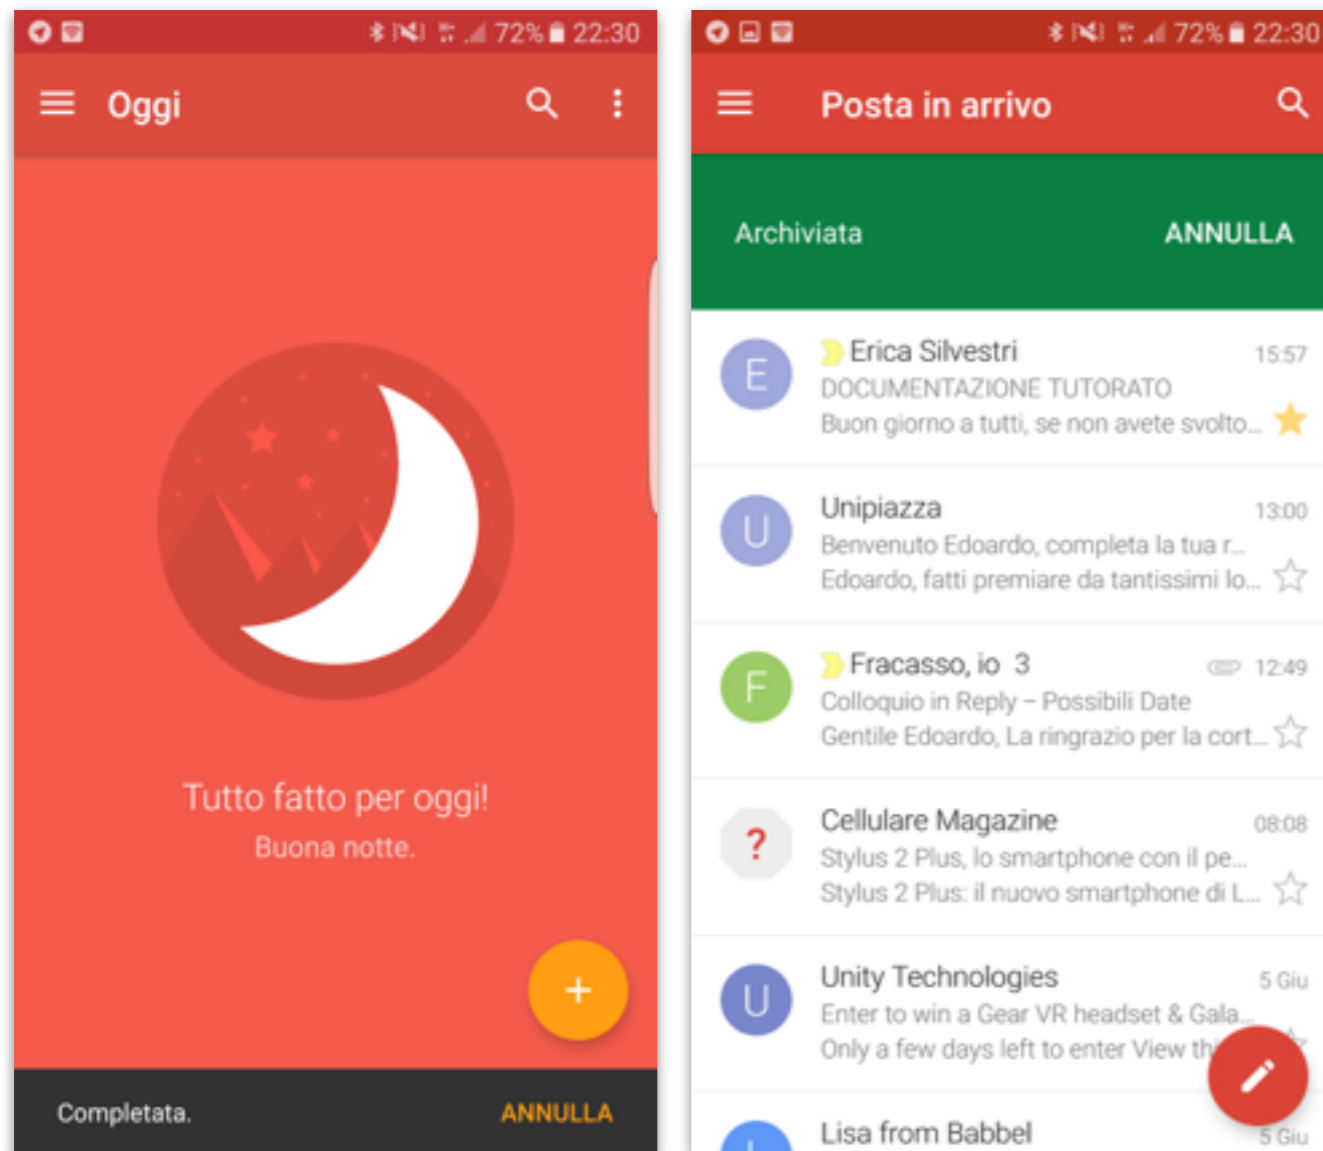 72% 22:30
Oggi
Tutto fatto per oggi!
Buona notte.
+
Completata. ANNULLA
72% 22:30
Posta in arrivo
Archiviata ANNULLA
E
Erica Silvestri 15:57
DOCUMENTAZIONE TUTORATO
Buon giorno a tutti, se non avete svolto...
U
Unipiazza 13:00
Benvenuto Edoardo, completa la tua r...
Edoardo, fatti premiare da tantissimi lo...
F
Fracasso, io 3 12:49
Colloquio in Reply – Possibili Date
Gentile Edoardo, La ringrazio per la cort...
?
Cellulare Magazine 08:08
Stylus 2 Plus, lo smartphone con il pe...
Stylus 2 Plus: il nuovo smartphone di L...
U
Unity Technologies 5 Giu
Enter to win a Gear VR headset & Gala...
Only a few days left to enter View
Lisa from Babbel 5 Giu